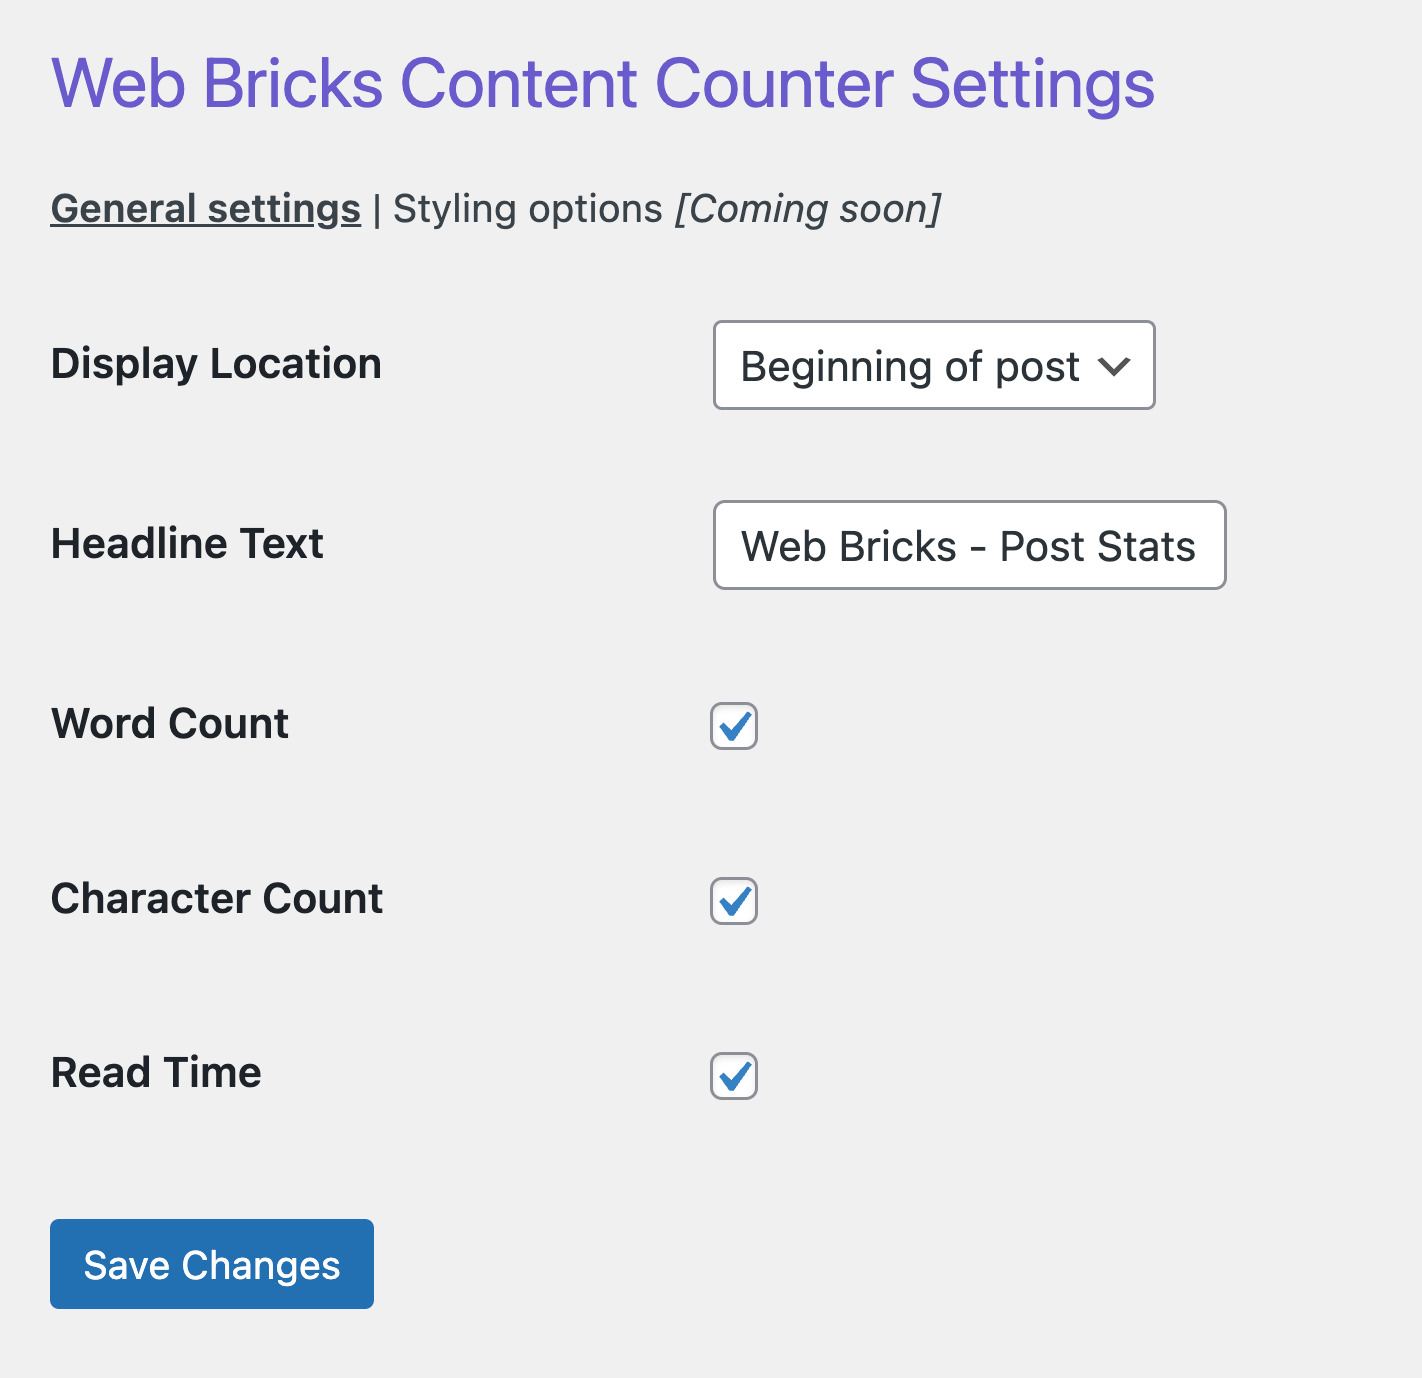 Web Bricks Content Counter Settings
General settings | Styling options [Coming soon]
Display Location
Beginning of post
Headline Text
Web Bricks - Post Stats
Word Count
Character Count
Read Time
Save Changes